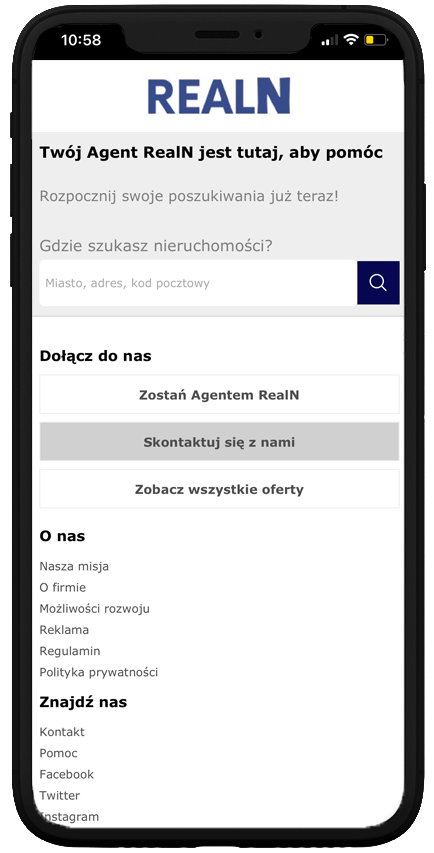 10:58
REALN
Twój Agent RealN jest tutaj, aby pomóc
Rozpocznij swoje poszukiwania już teraz!
Gdzie szukasz nieruchomości?
Miasto, adres, kod pocztowy
Dołącz do nas
Zostań Agentem RealN
Skontaktuj się z nami
Zobacz wszystkie oferty
O nas
Nasza misja
O firmie
Możliwości rozwoju
Reklama
Regulamin
Polityka prywatności
Znajdź nas
Kontakt
Pomoc
Facebook
Twitter
Instagram